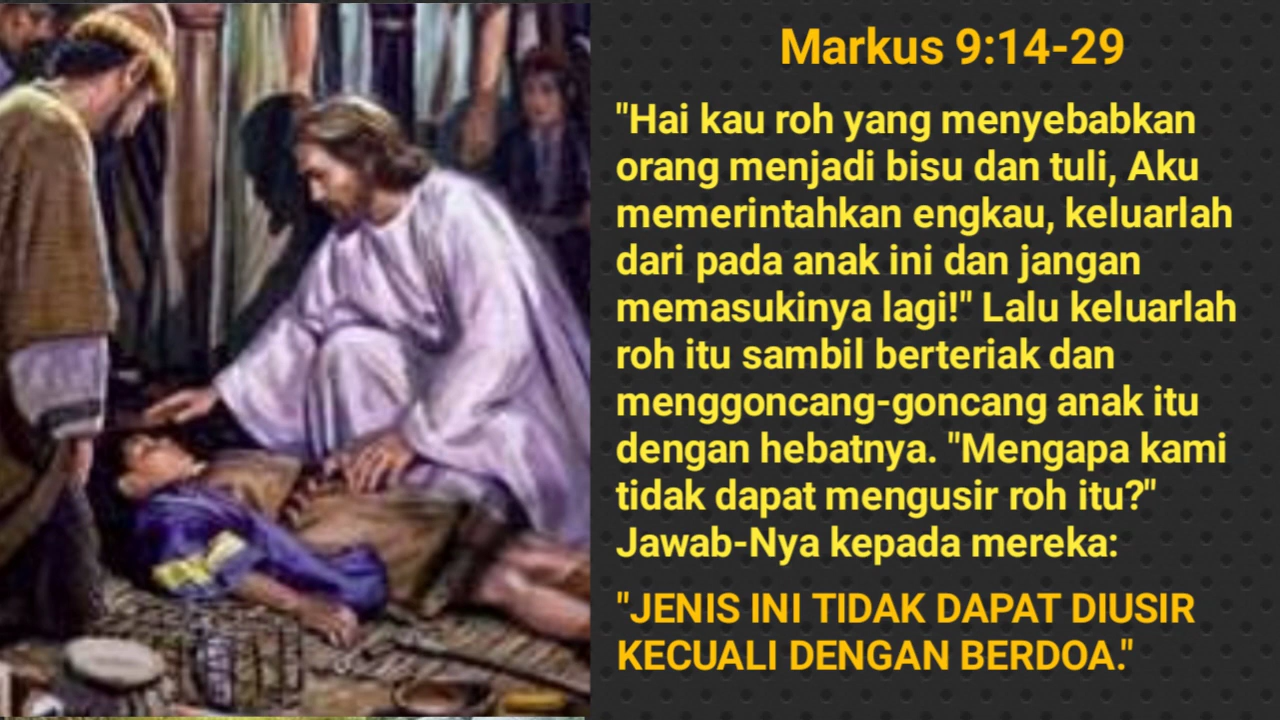 Markus 9:14-29
"Hai kau roh yang menyebabkan
orang menjadi bisu dan tuli, Aku
memerintahkan engkau, keluarlah
dari pada anak ini dan jangan
memasukinya lagi!" Lalu keluarlah
roh itu sambil berteriak dan
menggoncang-goncang anak itu
dengan hebatnya. "Mengapa kami
tidak dapat mengusir roh itu?"
Jawab-Nya kepada mereka:
"JENIS INI TIDAK DAPAT DIUSIR
KECUALI DENGAN BERDOA."